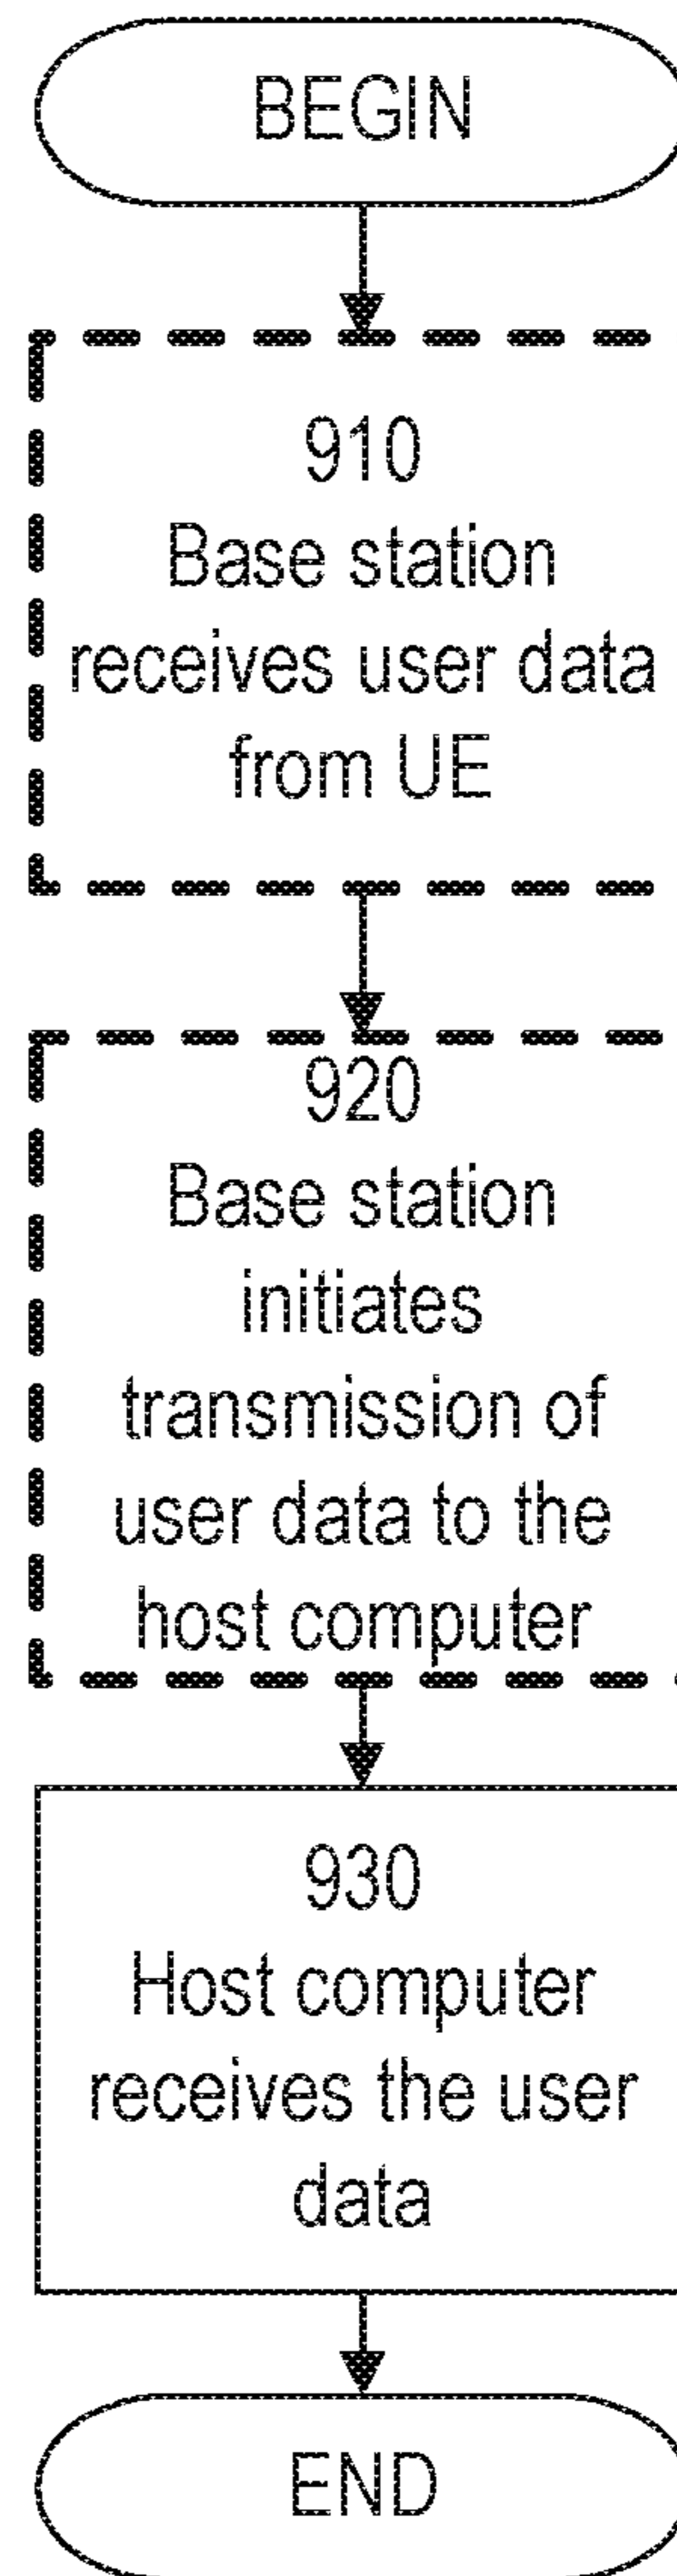 BEGIN
910
Base station
receives user data
from UE
920
Base station
initiates
transmission of
user data to the
host computer
930
Host computer
receives the user
data
END